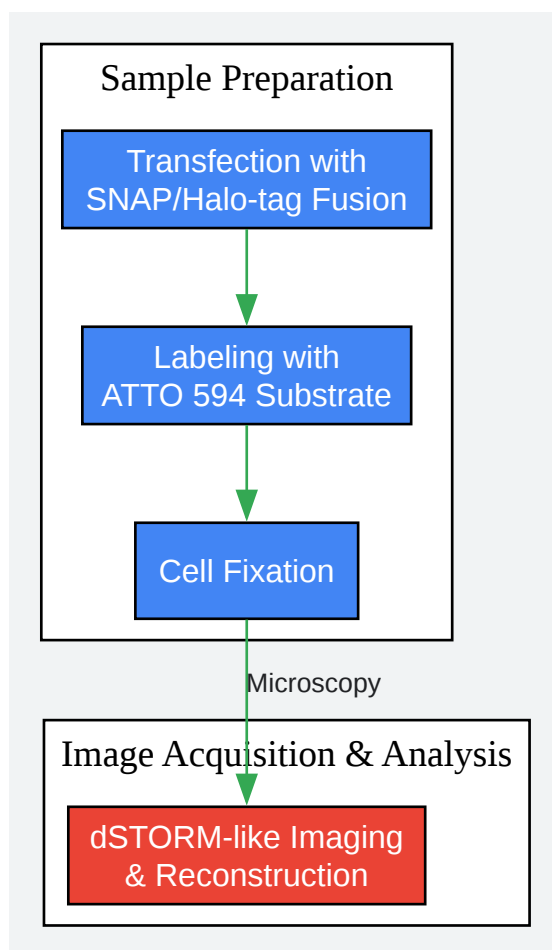 Sample Preparation
Transfection with
SNAP/Halo-tag Fusion
Labeling with
ATTO 594 Substrate
Cell Fixation
Microscopy
Image Acquisition & Analysis
dSTORM-like Imaging
& Reconstruction